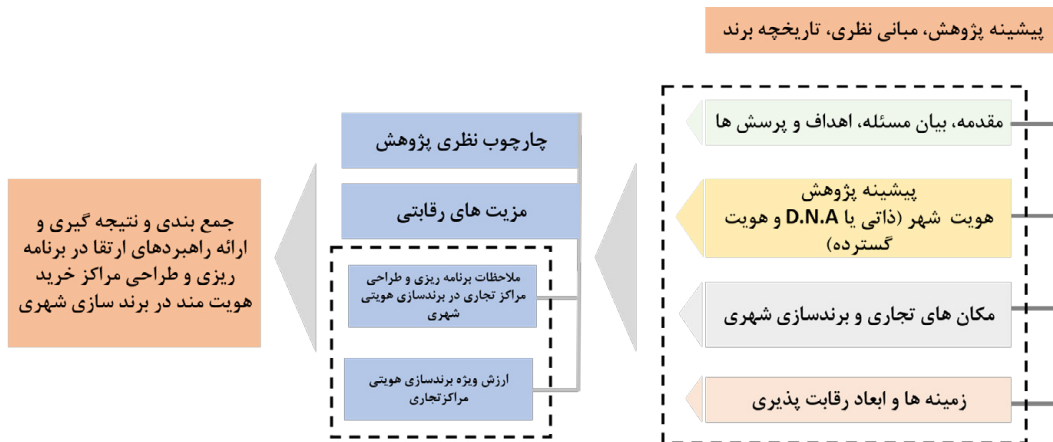 پیشینه پژوهش، مبانی نظری، تاریخچه برند
مقدمه، بیان مسئله، اهداف و پرسش ها
پیشینه پژوهش
هویت شهر (ذاتی یا D.N.A و هویت
گسترده)
مکان های تجاری و برندسازی شهری
زمینه ها و ابعاد رقابت پذیری
چارچوب نظری پژوهش
مزیت های رقابتی
ملاحظات برنامه ریزی و طراحی
مراکز تجاری در برندسازی هویتی
شهری
ارزش ویژه برندسازی هویتی
مراکزتجاری
جمع بندی و نتیجه گیری و
ارائه راهبردهای ارتقا در برنامه
ریزی و طراحی مراکز خرید
هویت مند در برند سازی شهری